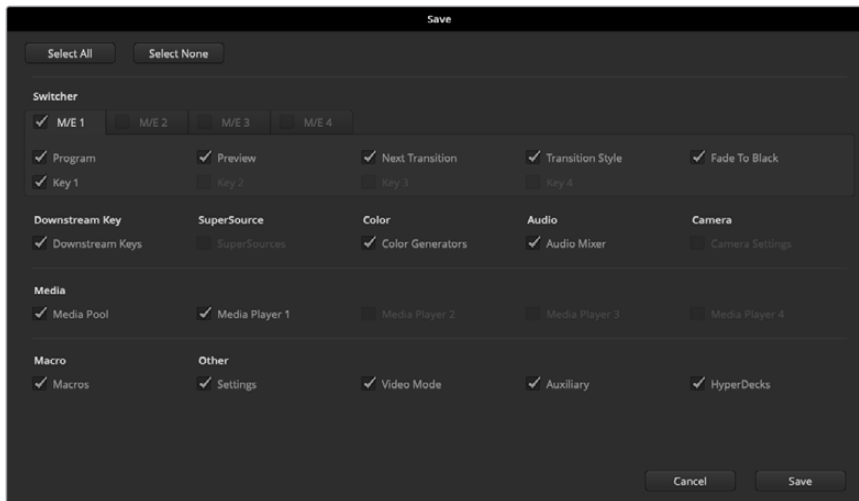 Save
Select All Select None
Switcher
M/E 1 M/E 2 M/E 3 M/E 4
Program Preview Next Transition Transition Style Fade To Black
Key 1 Key 2 Key 3 Key 4
Downstream Key SuperSource Color Audio Camera
Downstream Keys SuperSources Color Generators Audio Mixer Camera Settings
Media
Media Pool Media Player 1 Media Player 2 Media Player 3 Media Player 4
Macro Other
Macros Settings Video Mode Auxiliary HyperDecks
Cancel Save